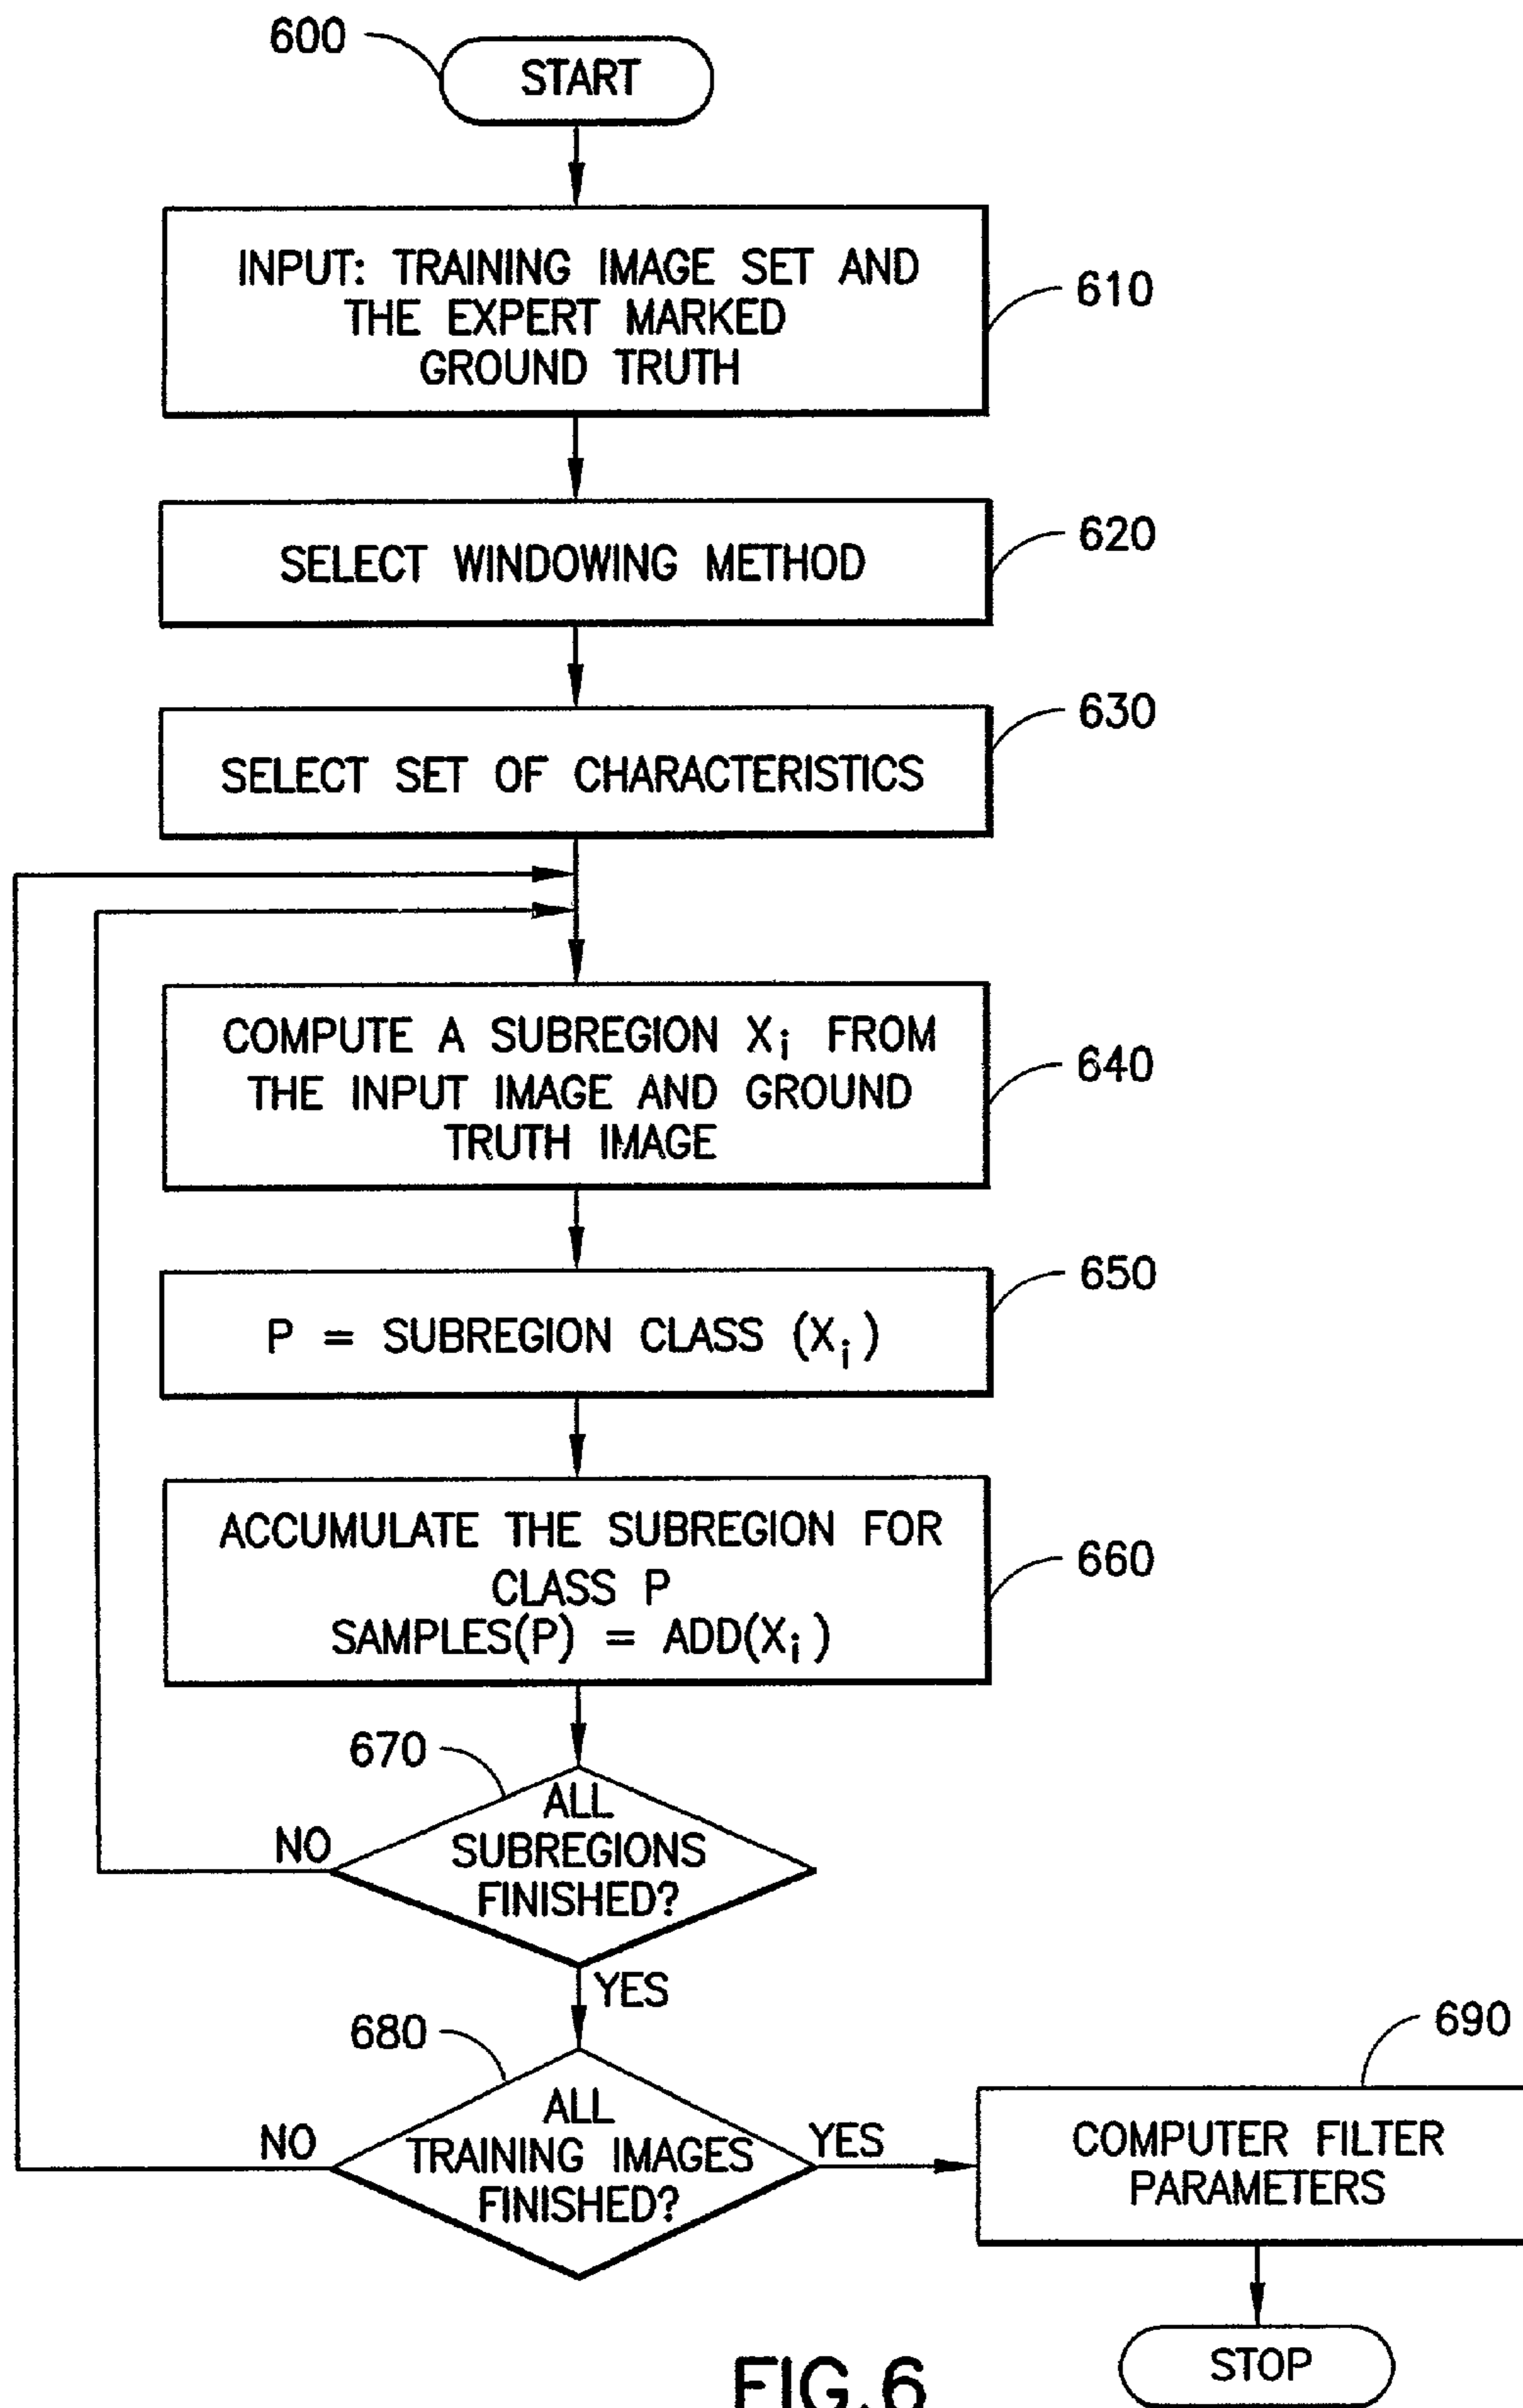 600
START
INPUT: TRAINING IMAGE SET AND
THE EXPERT MARKED
GROUND TRUTH
610
SELECT WINDOWING METHOD
620
SELECT SET OF CHARACTERISTICS
630
COMPUTE A SUBREGION Xi FROM
THE INPUT IMAGE AND GROUND
TRUTH IMAGE
640
P = SUBREGION CLASS (Xi)
650
ACCUMULATE THE SUBREGION FOR
CLASS P
SAMPLES(P) = ADD(Xi)
660
670
ALL
SUBREGIONS
FINISHED?
NO
YES
680
ALL
TRAINING IMAGES
FINISHED?
NO
YES
690
COMPUTER FILTER
PARAMETERS
STOP
FIG.6